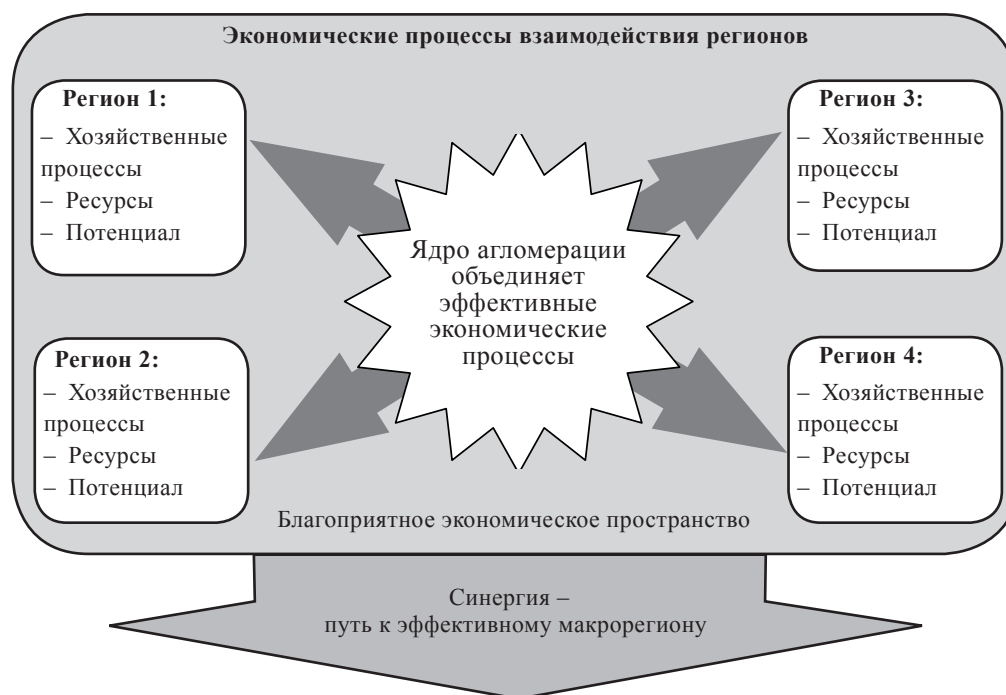 Экономические процессы взаимодействия регионов
Регион 1:
– Хозяйственные
процессы
– Ресурсы
– Потенциал
Регион 3:
– Хозяйственные
процессы
– Ресурсы
– Потенциал
Ядро агломерации
объединяет
эффективные
экономические
процессы
Регион 2:
– Хозяйственные
процессы
– Ресурсы
– Потенциал
Регион 4:
– Хозяйственные
процессы
– Ресурсы
– Потенциал
Благоприятное экономическое пространство
Синергия –
путь к эффективному макрорегиону